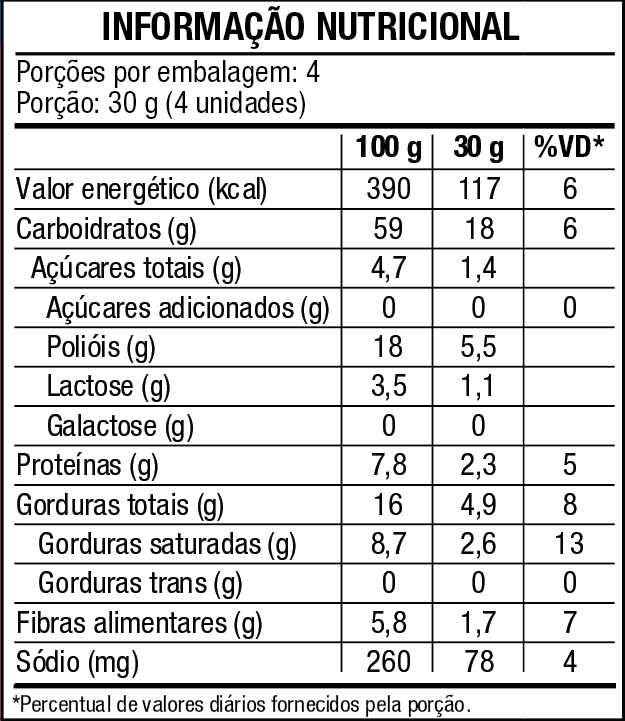 INFORMAÇÃO NUTRICIONAL
Porções por embalagem: 4
Porção: 30 g (4 unidades)
100 g 30 g %VD*
Valor energético (kcal) 390 117 6
Carboidratos (g) 59 18 6
Açúcares totais (g) 4,7 1,4
Açúcares adicionados (g) 0 0 0
Polióis (g) 18 5,5
Lactose (g) 3,5 1,1
Galactose (g) 0 0
Proteínas (g) 7,8 2,3 5
Gorduras totais (g) 16 4,9 8
Gorduras saturadas (g) 8,7 2,6 13
Gorduras trans (g) 0 0 0
Fibras alimentares (g) 5,8 1,7 7
Sódio (mg) 260 78 4
*Percentual de valores diários fornecidos pela porção.